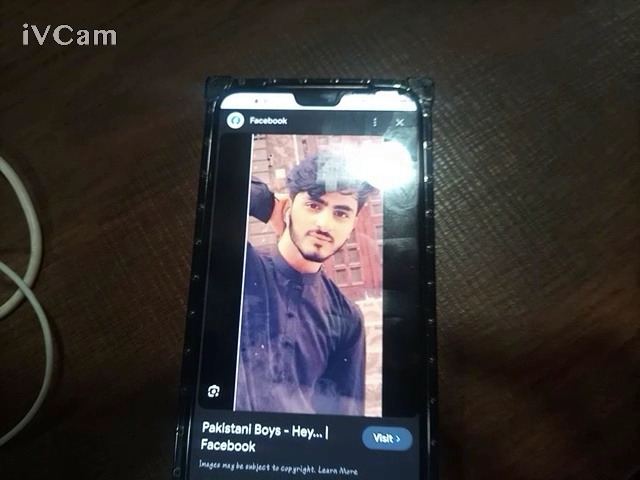 iVCam
Facebook
Pakistani Boys - Hey... |
Facebook
Visit >
Images may be subject to copyright. Learn More